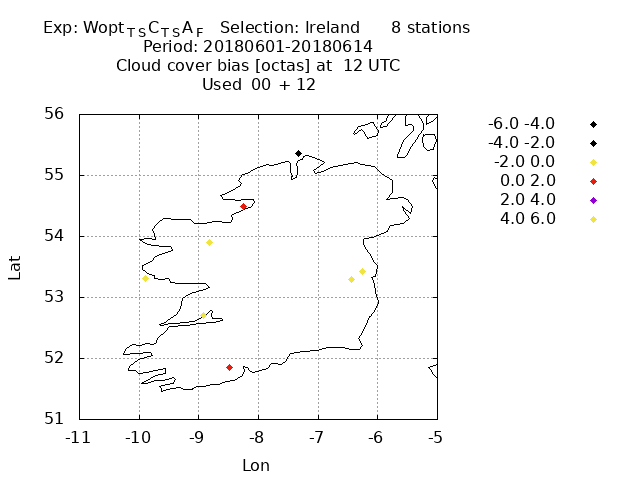 Exp: Wopt TS C TS A F Selection: Ireland 8 stations
Period: 20180601-20180614
Cloud cover bias [octas] at 12 UTC
Used 00 + 12
-6.0 -4.0
-4.0 -2.0
-2.0 0.0
0.0 2.0
2.0 4.0
4.0 6.0
56
55
54
53
52
51
Lat
-11 -10 -9 -8 -7 -6 -5
Lon